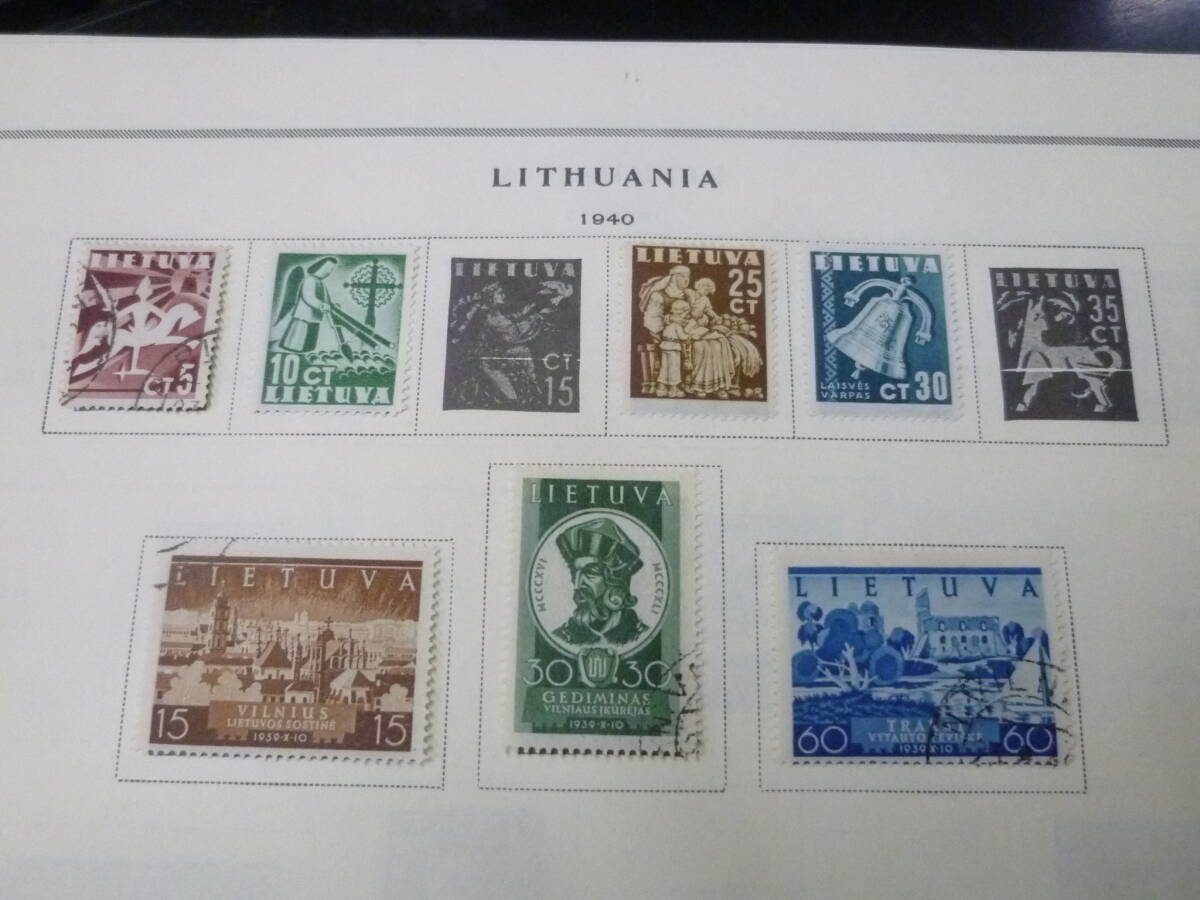 LITHUANIA
1940
LIETUVA
CT 5
10 CT
LIETUVA
LIETUVA
CT
15
LIETUVA
25
CT
LIETUVA
LAISVĖS
VARPAS
CT 30
LIETUVA
35
CT
LIETUVA
15 VILNIUS 15
LIETUVOS SOSTINĖ
1939-X-10
LIETUVA
MCCCXVI MCCCXLI
30 30
GEDIMINAS
VILNIAUS ĮKŪRĖJAS
1939-X-10
LIETUVA
60 60
VYTAUTO
1939-X-10